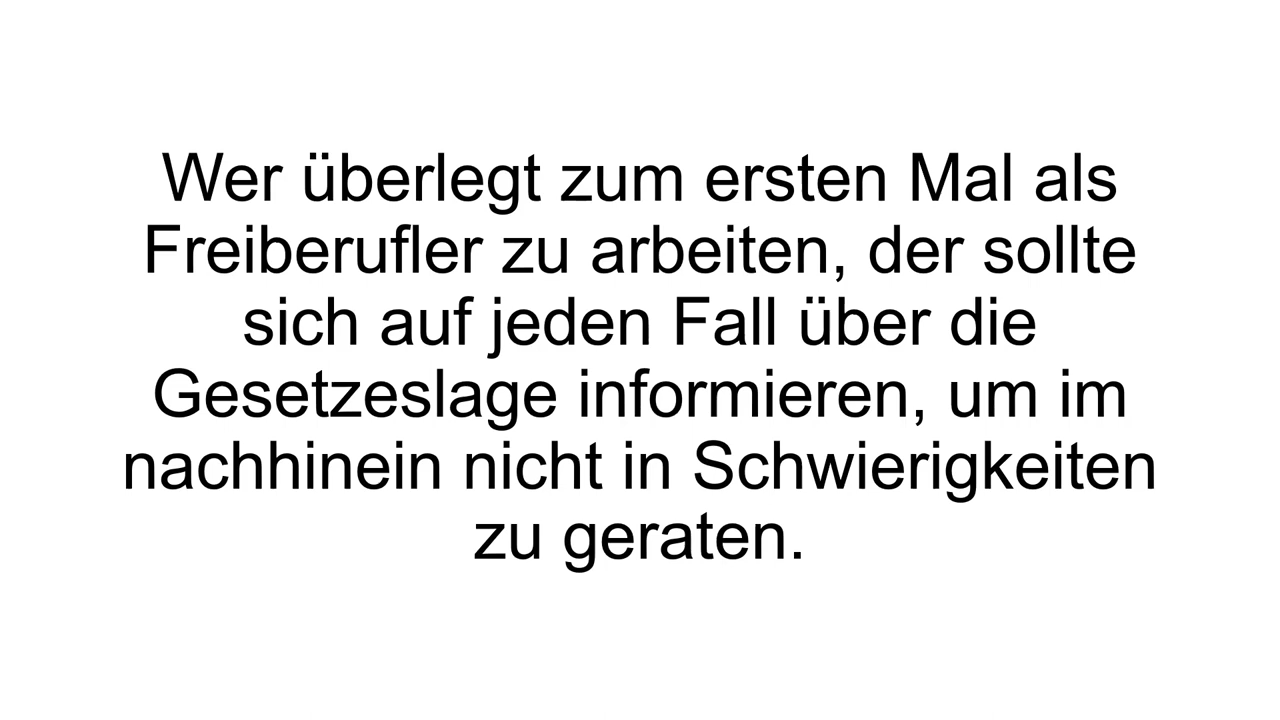 Wer überlegt zum ersten Mal als
Freiberufler zu arbeiten, der sollte
sich auf jeden Fall über die
Gesetzeslage informieren, um im
nachhinein nicht in Schwierigkeiten
zu geraten.